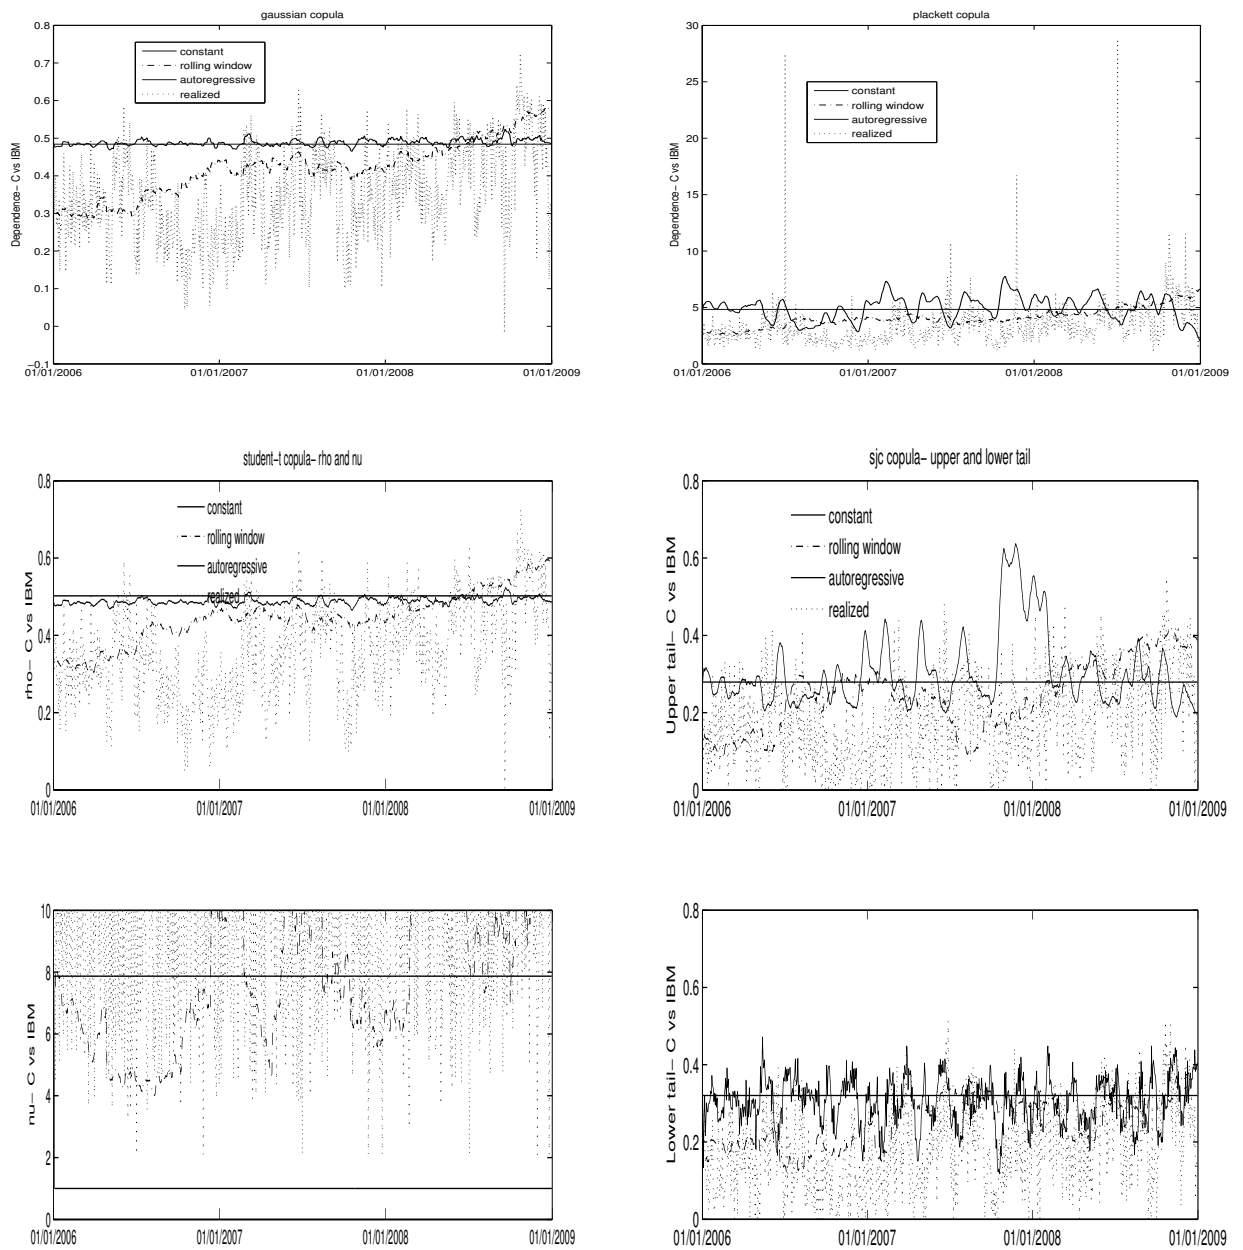 gaussian copula
0.8
0.7
0.6
0.5
0.4
0.3
0.2
0.1
0
−0.1
Dependence− C vs IBM
constant
rolling window
autoregressive
realized
01/01/2006
01/01/2007
01/01/2008
01/01/2009
plackett copula
30
25
20
15
10
5
0
Dependence− C vs IBM
constant
rolling window
autoregressive
realized
01/01/2006
01/01/2007
01/01/2008
01/01/2009
student−t copula− rho and nu
0.8
0.6
0.4
0.2
0
rho− C vs IBM
constant
rolling window
autoregressive
realized
01/01/2006
01/01/2007
01/01/2008
01/01/2009
sjc copula− upper and lower tail
0.8
0.6
0.4
0.2
0
Upper tail− C vs IBM
constant
rolling window
autoregressive
realized
01/01/2006
01/01/2007
01/01/2008
01/01/2009
10
8
6
4
2
0
nu− C vs IBM
01/01/2006
01/01/2007
01/01/2008
01/01/2009
0.8
0.6
0.4
0.2
0
Lower tail− C vs IBM
01/01/2006
01/01/2007
01/01/2008
01/01/2009